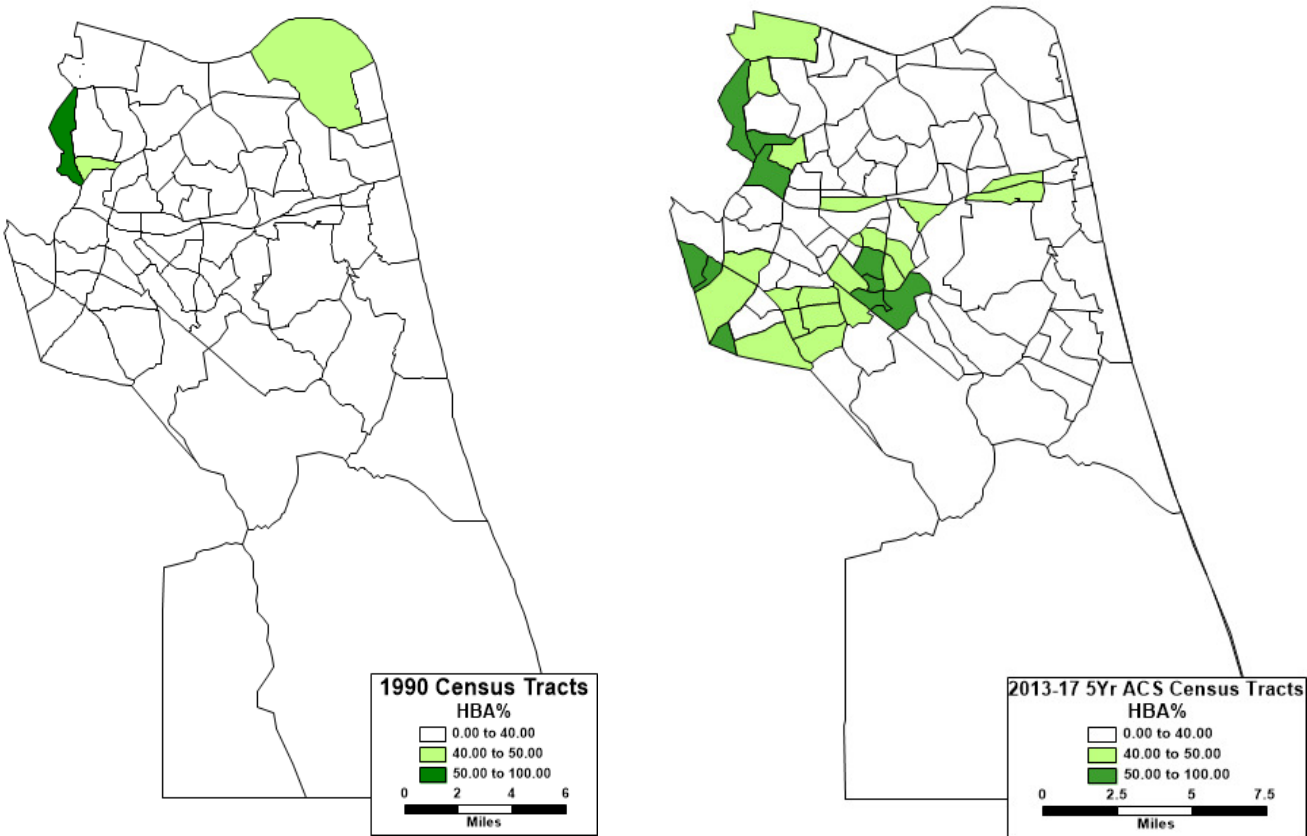 1990 Census Tracts
HBA%
0.00 to 40.00
40.00 to 50.00
50.00 to 100.00
0 2 4 6
Miles
2013-17 5Yr ACS Census Tracts
HBA%
0.00 to 40.00
40.00 to 50.00
50.00 to 100.00
0 2.5 5 7.5
Miles